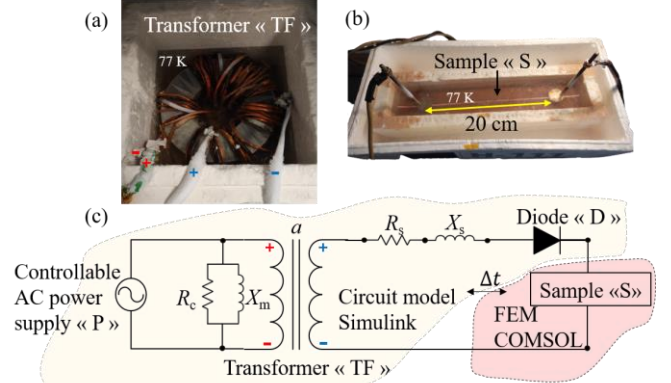 (a)
Transformer « TF »
77 K
-
+
+
-
(b)
Sample « S »
77 K
20 cm
(c)
Controllable
AC power
supply « P »
Rc
Xm
+
-
a
+
-
Transformer « TF »
Rs
Xs
Diode « D »
Circuit model
Simulink
Δt
Sample «S»
FEM
COMSOL